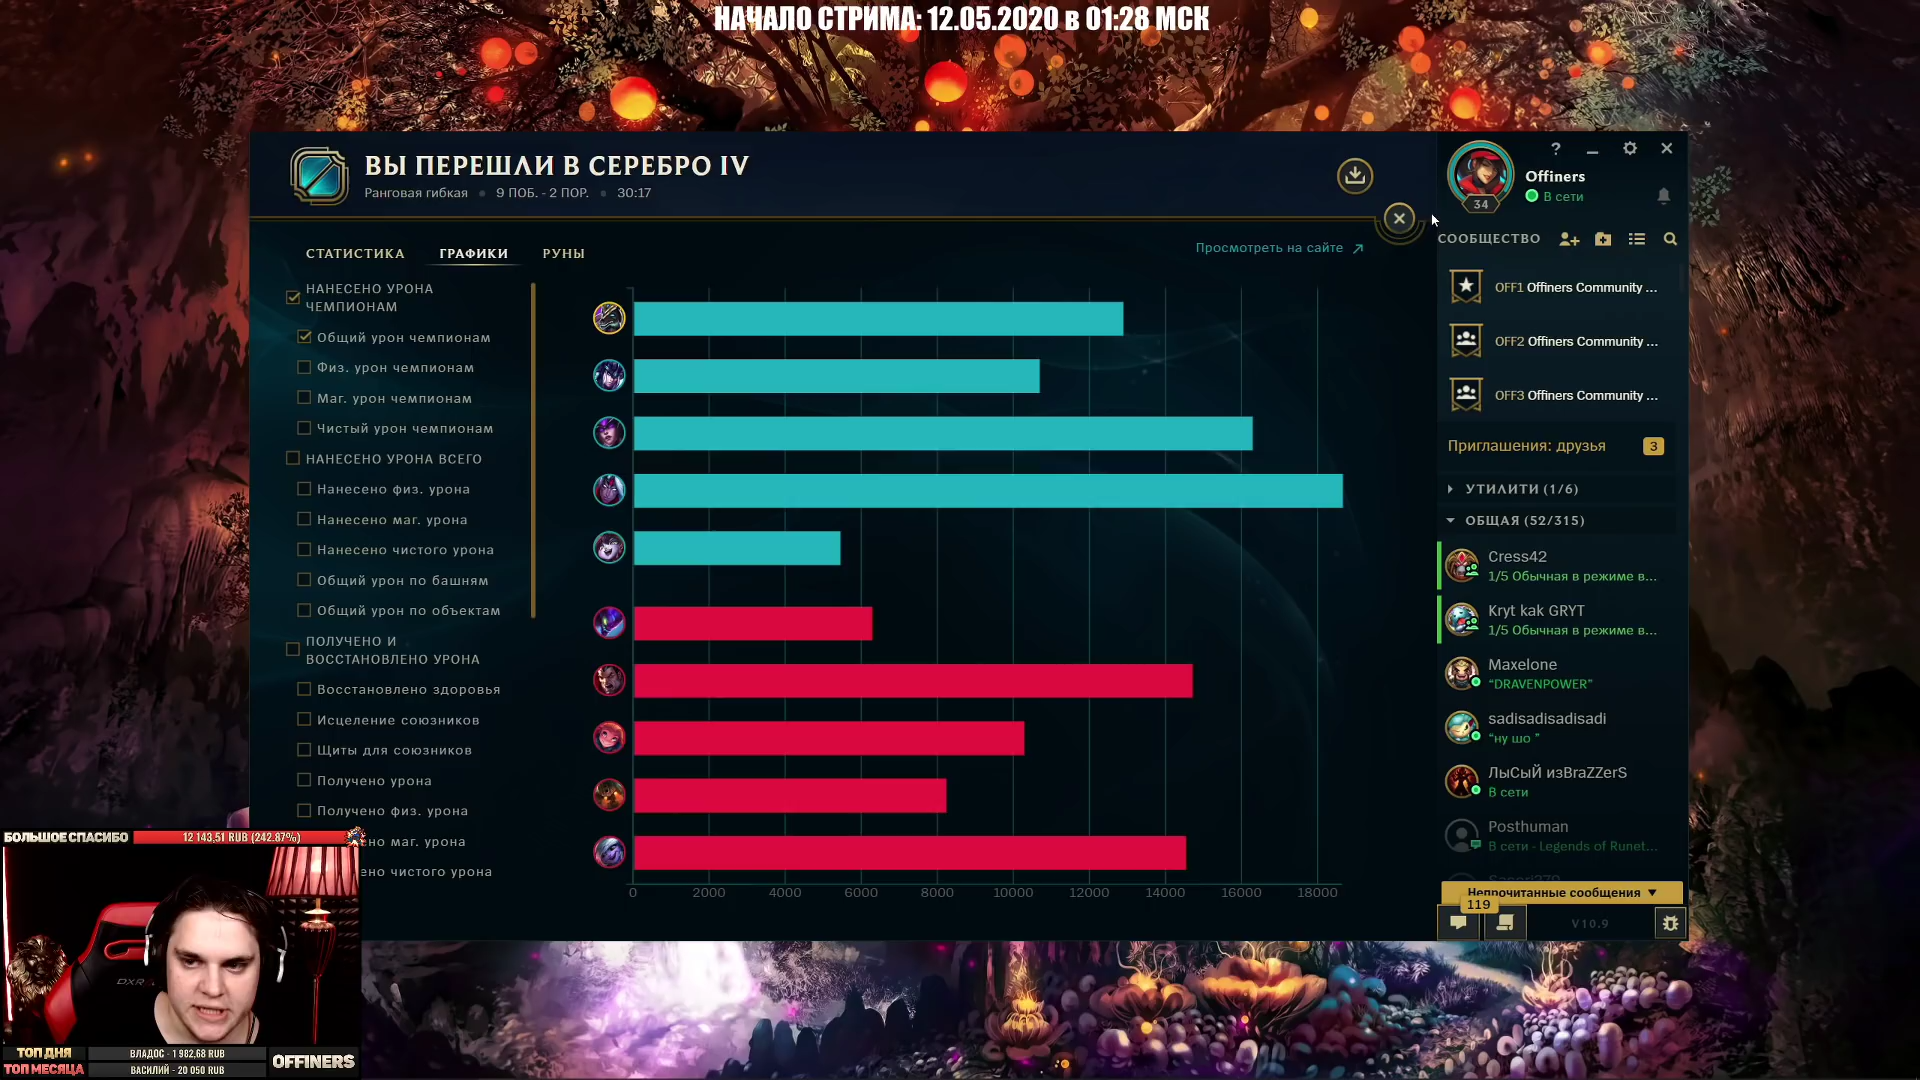 НАЧАЛО СТРИМА: 12.05.2020 в 01:28 МСК
ВЫ ПЕРЕШЛИ В СЕРЕБРО IV
Ранговая гибкая • 9 ПОБ. - 2 ПОР. • 30:17
СТАТИСТИКА ГРАФИКИ РУНЫ
Просмотреть на сайте
НАНЕСЕНО УРОНА
ЧЕМПИОНАМ
Общий урон чемпионам
Физ. урон чемпионам
Маг. урон чемпионам
Чистый урон чемпионам
НАНЕСЕНО УРОНА ВСЕГО
Нанесено физ. урона
Нанесено маг. урона
Нанесено чистого урона
Общий урон по башням
Общий урон по объектам
ПОЛУЧЕНО И
ВОССТАНОВЛЕНО УРОНА
Восстановлено здоровья
Исцеление союзников
Щиты для союзников
Получено урона
Получено физ. урона
но маг. урона
ено чистого урона
0 2000 4000 6000 8000 10000 12000 14000 16000 18000
?
Offiners
В сети
34
СООБЩЕСТВО
OFF1 Offiners Community ...
OFF2 Offiners Community ...
OFF3 Offiners Community ...
Приглашения: друзья 3
УТИЛИТИ (1/6)
ОБЩАЯ (52/315)
Cress42
1/5 Обычная в режиме в...
Kryt kak GRYT
1/5 Обычная в режиме в...
Maxelone
“DRAVENPOWER”
sadisadisadisadi
“ну шо ”
ЛыСыЙ изBraZZerS
В сети
Posthuman
В сети - Legends of Runet...
Непрочитанные сообщения
119
V10.9
БОЛЬШОЕ СПАСИБО 12 143,51 RUB (242.87%)
DXR
ТОП ДНЯ ВЛАДОС - 1 982,68 RUB
ТОП МЕСЯЦА ВАСИЛИЙ - 20 050 RUB
OFFINERS